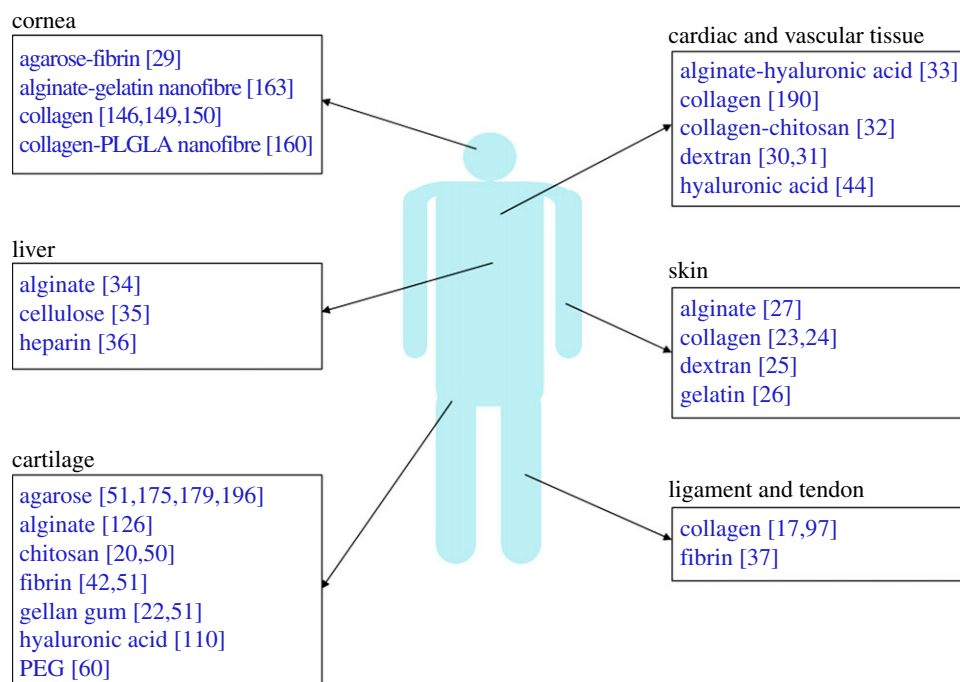 cornea
agarose-fibrin [29]
alginate-gelatin nanofibre [163]
collagen [146,149,150]
collagen-PLGLA nanofibre [160]
liver
alginate [34]
cellulose [35]
heparin [36]
cartilage
agarose [51,175,179,196]
alginate [126]
chitosan [20,50]
fibrin [42,51]
gellan gum [22,51]
hyaluronic acid [110]
PEG [60]
cardiac and vascular tissue
alginate-hyaluronic acid [33]
collagen [190]
collagen-chitosan [32]
dextran [30,31]
hyaluronic acid [44]
skin
alginate [27]
collagen [23,24]
dextran [25]
gelatin [26]
ligament and tendon
collagen [17,97]
fibrin [37]